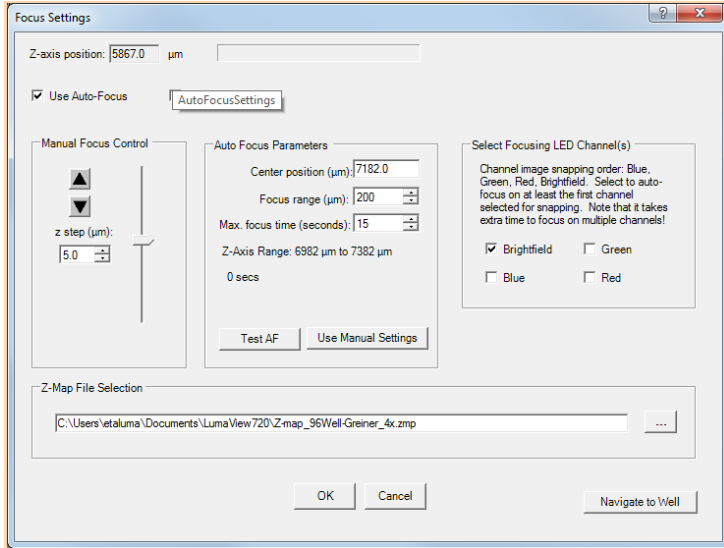 Focus Settings
?
Z-axis position: 5867.0 µm
Use Auto-Focus
AutoFocusSettings
Manual Focus Control
z step (µm):
5.0
Auto Focus Parameters
Center position (µm): 7182.0
Focus range (µm): 200
Max. focus time (seconds): 15
Z-Axis Range: 6982 µm to 7382 µm
0 secs
Test AF
Use Manual Settings
Select Focusing LED Channel(s)
Channel image snapping order: Blue,
Green, Red, Brightfield. Select to auto-
focus on at least the first channel
selected for snapping. Note that it takes
extra time to focus on multiple channels!
Brightfield
Green
Blue
Red
Z-Map File Selection
C:\Users\etaluma\Documents\LumaView720\Z-map_96Well-Greiner_4x.zmp
...
OK
Cancel
Navigate to Well